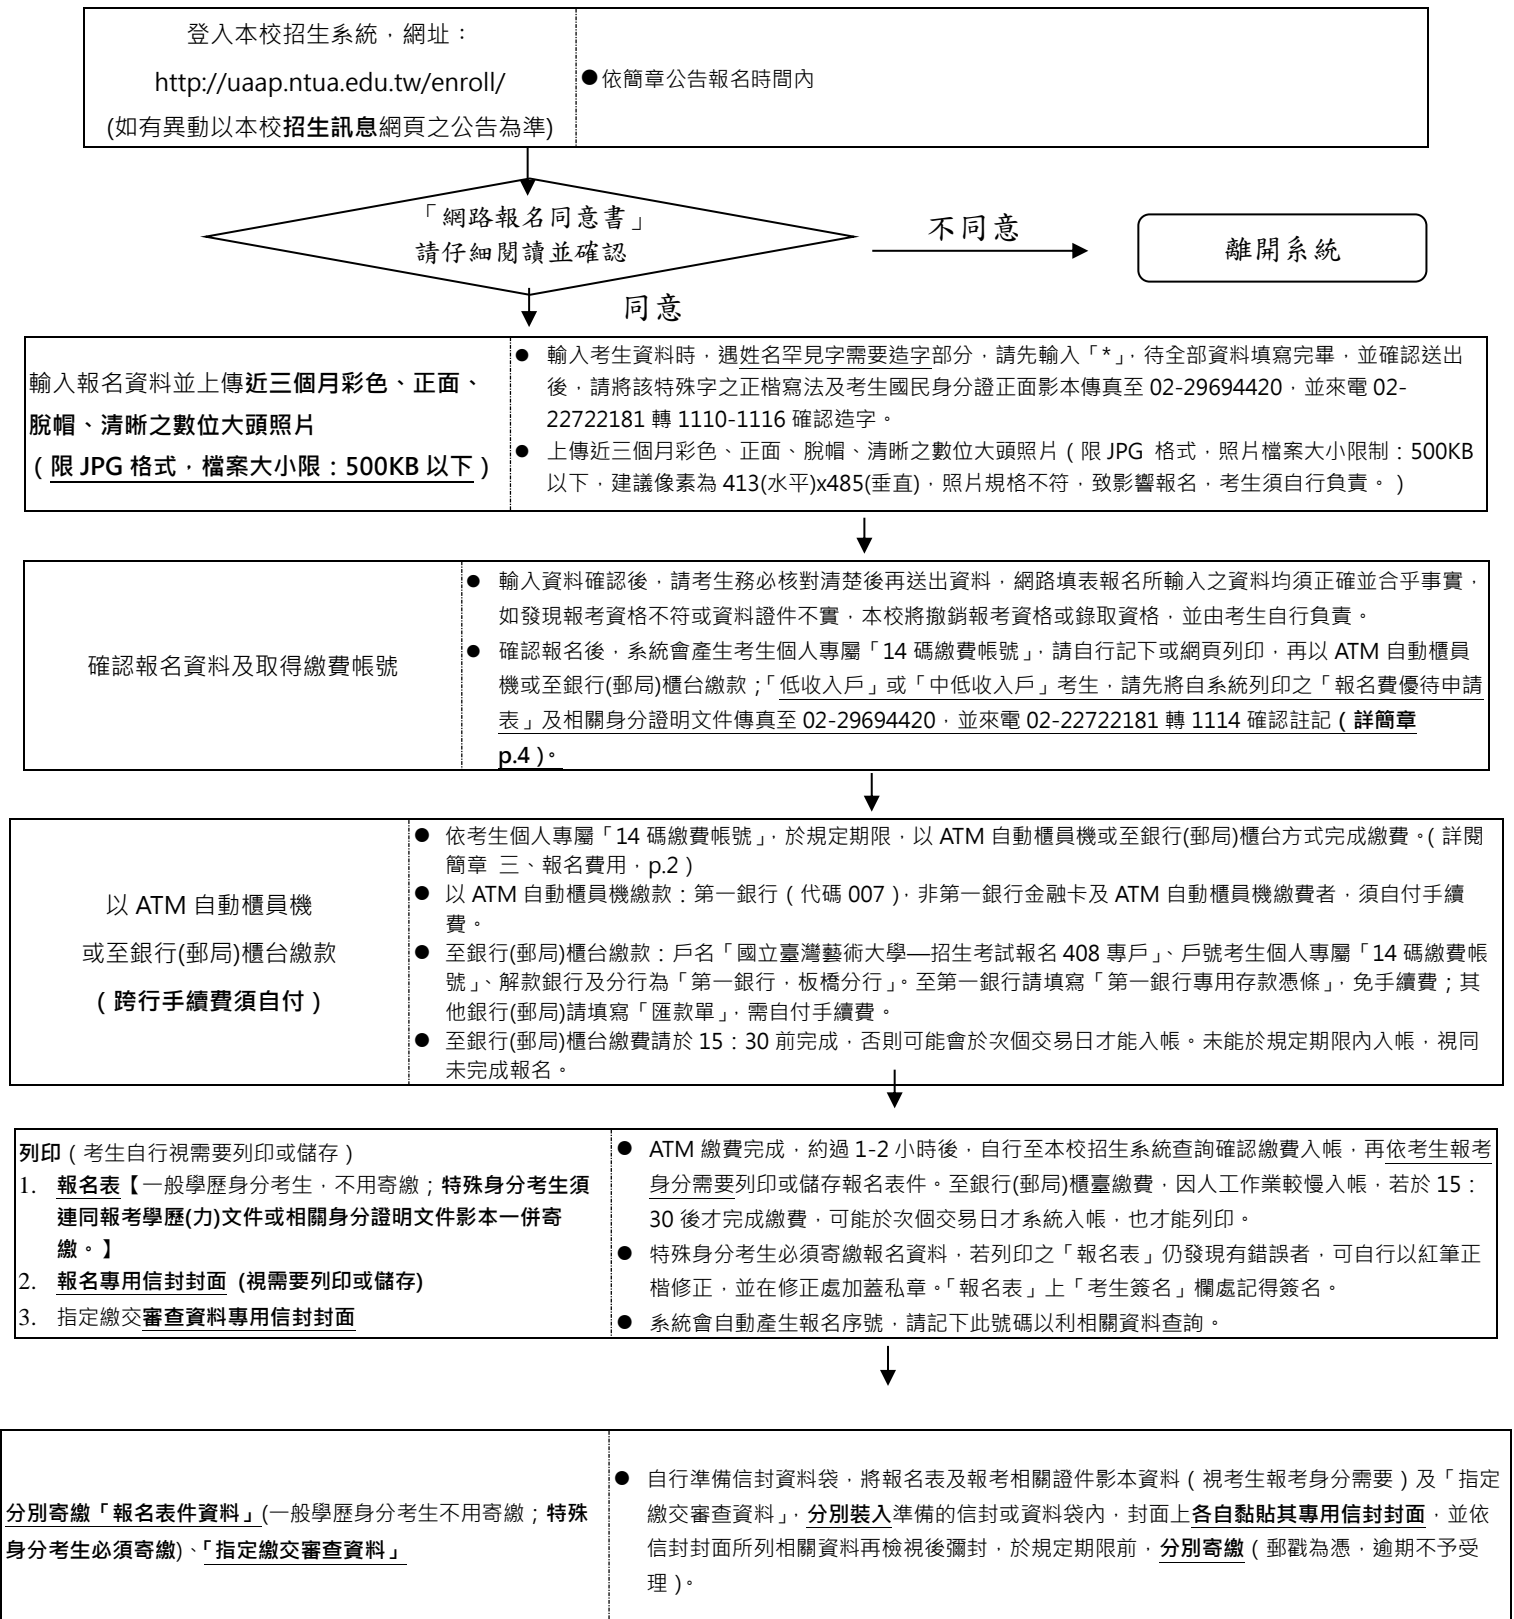 登入本校招生系統，網址：
http://uaap.ntua.edu.tw/enroll/
(如有異動以本校招生訊息網頁之公告為準)
●依簡章公告報名時間內
「網路報名同意書」
請仔細閱讀並確認
不同意
離開系統
同意
輸入報名資料並上傳近三個月彩色、正面、
脫帽、清晰之數位大頭照片
（限 JPG 格式，檔案大小限：500KB 以下）
● 輸入考生資料時，遇姓名罕見字需要造字部分，請先輸入「*」，待全部資料填寫完畢，並確認送出
後，請將該特殊字之正楷寫法及考生國民身分證正面影本傳真至 02-29694420，並來電 02-
22722181 轉 1110-1116 確認造字。
● 上傳近三個月彩色、正面、脫帽、清晰之數位大頭照片（限 JPG 格式，照片檔案大小限制：500KB
以下，建議像素為 413(水平)x485(垂直)，照片規格不符，致影響報名，考生須自行負責。）
確認報名資料及取得繳費帳號
● 輸入資料確認後，請考生務必核對清楚後再送出資料，網路填表報名所輸入之資料均須正確並合乎事實，
如發現報考資格不符或資料證件不實，本校將撤銷報考資格或錄取資格，並由考生自行負責。
● 確認報名後，系統會產生考生個人專屬「14 碼繳費帳號」，請自行記下或網頁列印，再以 ATM 自動櫃員
機或至銀行(郵局)櫃台繳款；「低收入戶」或「中低收入戶」考生，請先將自系統列印之「報名費優待申請
表」及相關身分證明文件傳真至 02-29694420，並來電 02-22722181 轉 1114 確認註記（詳簡章
p.4）。
以 ATM 自動櫃員機
或至銀行(郵局)櫃台繳款
（跨行手續費須自付）
● 依考生個人專屬「14 碼繳費帳號」，於規定期限，以 ATM 自動櫃員機或至銀行(郵局)櫃台方式完成繳費。（詳閱
簡章 三、報名費用，p.2）
● 以 ATM 自動櫃員機繳款：第一銀行（代碼 007），非第一銀行金融卡及 ATM 自動櫃員機繳費者，須自付手續
費。
● 至銀行(郵局)櫃台繳款：戶名「國立臺灣藝術大學—招生考試報名 408 專戶」、戶號考生個人專屬「14 碼繳費帳
號」、解款銀行及分行為「第一銀行，板橋分行」。至第一銀行請填寫「第一銀行專用存款憑條」，免手續費；其
他銀行(郵局)請填寫「匯款單」，需自付手續費。
● 至銀行(郵局)櫃台繳費請於 15：30 前完成，否則可能會於次個交易日才能入帳。未能於規定期限內入帳，視同
未完成報名。
列印（考生自行視需要列印或儲存）
1. 報名表【一般學歷身分考生，不用寄繳；特殊身分考生須
連同報考學歷(力)文件或相關身分證明文件影本一併寄
繳。】
2. 報名專用信封封面 (視需要列印或儲存)
3. 指定繳交審查資料專用信封封面
● ATM 繳費完成，約過 1-2 小時後，自行至本校招生系統查詢確認繳費入帳，再依考生報考
身分需要列印或儲存報名表件。至銀行(郵局)櫃臺繳費，因人工作業較慢入帳，若於 15：
30 後才完成繳費，可能於次個交易日才系統入帳，也才能列印。
● 特殊身分考生必須寄繳報名資料，若列印之「報名表」仍發現有錯誤者，可自行以紅筆正
楷修正，並在修正處加蓋私章。「報名表」上「考生簽名」欄處記得簽名。
● 系統會自動產生報名序號，請記下此號碼以利相關資料查詢。
分別寄繳「報名表件資料」(一般學歷身分考生不用寄繳；特殊
身分考生必須寄繳)、「指定繳交審查資料」
● 自行準備信封資料袋，將報名表及報考相關證件影本資料（視考生報考身分需要）及「指定
繳交審查資料」，分別裝入準備的信封或資料袋內，封面上各自黏貼其專用信封封面，並依
信封封面所列相關資料再檢視後彌封，於規定期限前，分別寄繳（郵戳為憑，逾期不予受
理）。